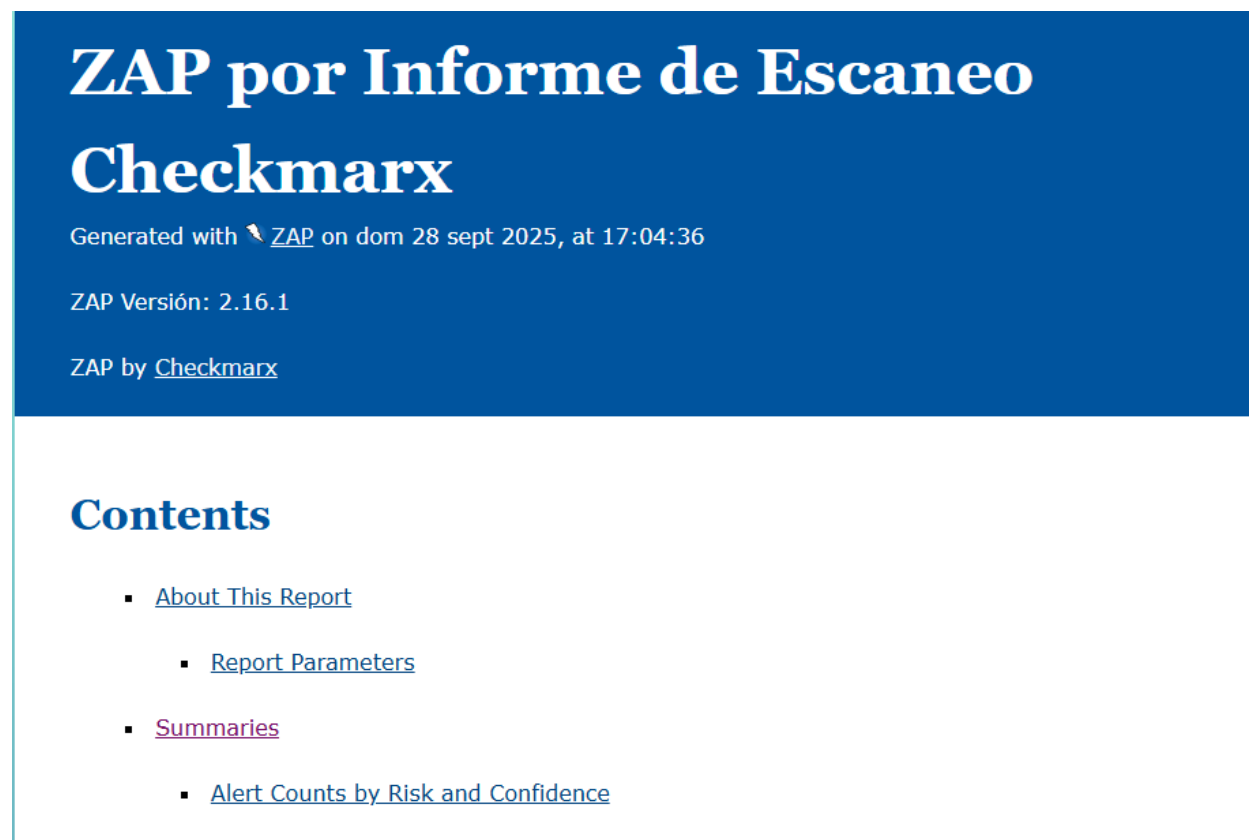 ZAP por Informe de Escaneo
Checkmarx
Generated with ZAP on dom 28 sept 2025, at 17:04:36
ZAP Versión: 2.16.1
ZAP by Checkmarx
Contents
About This Report
Report Parameters
Summaries
Alert Counts by Risk and Confidence